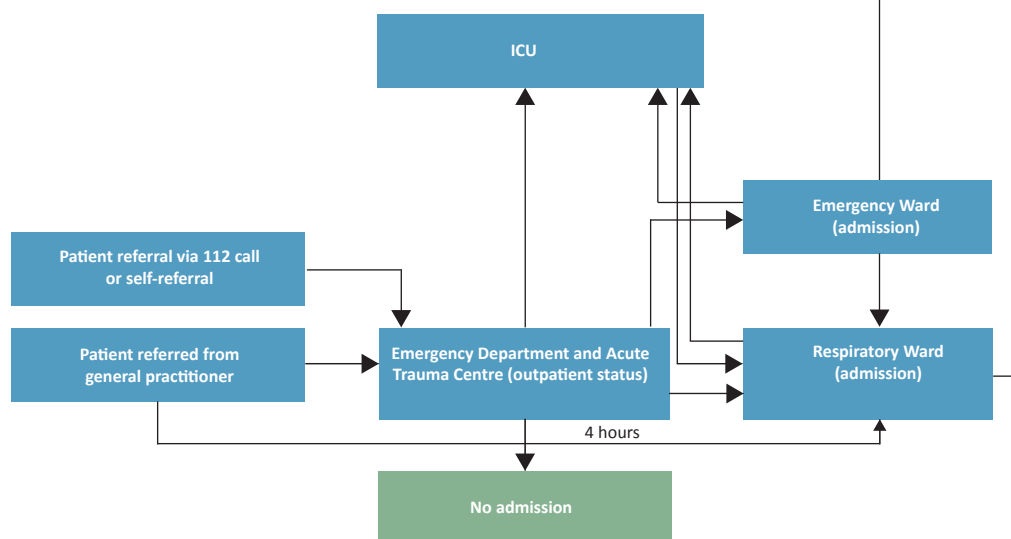 ICU
Emergency Ward
(admission)
Patient referral via 112 call
or self-referral
Patient referred from
general practitioner
Emergency Department and Acute
Trauma Centre (outpatient status)
Respiratory Ward
(admission)
4 hours
No admission